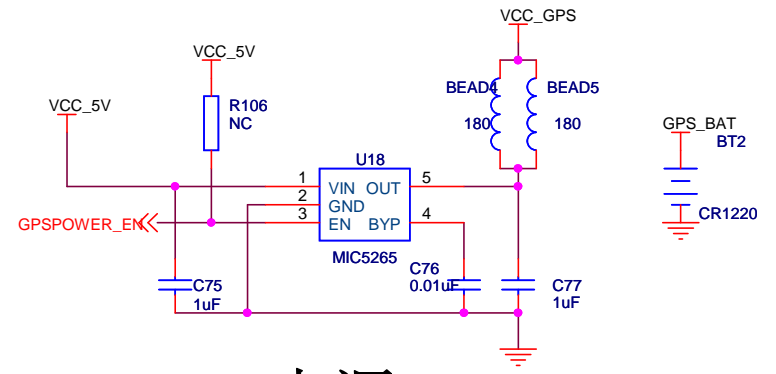 VCC_GPS
VCC_5V
VCC_5V
R106
NC
BEAD4
180
BEAD5
180
GPS_BAT
BT2
CR1220
U18
1
2
3
VIN OUT
GND
EN BYP
5
4
MIC5265
GPSPOWER_EN
C75
1uF
C76
0.01uF
C77
1uF